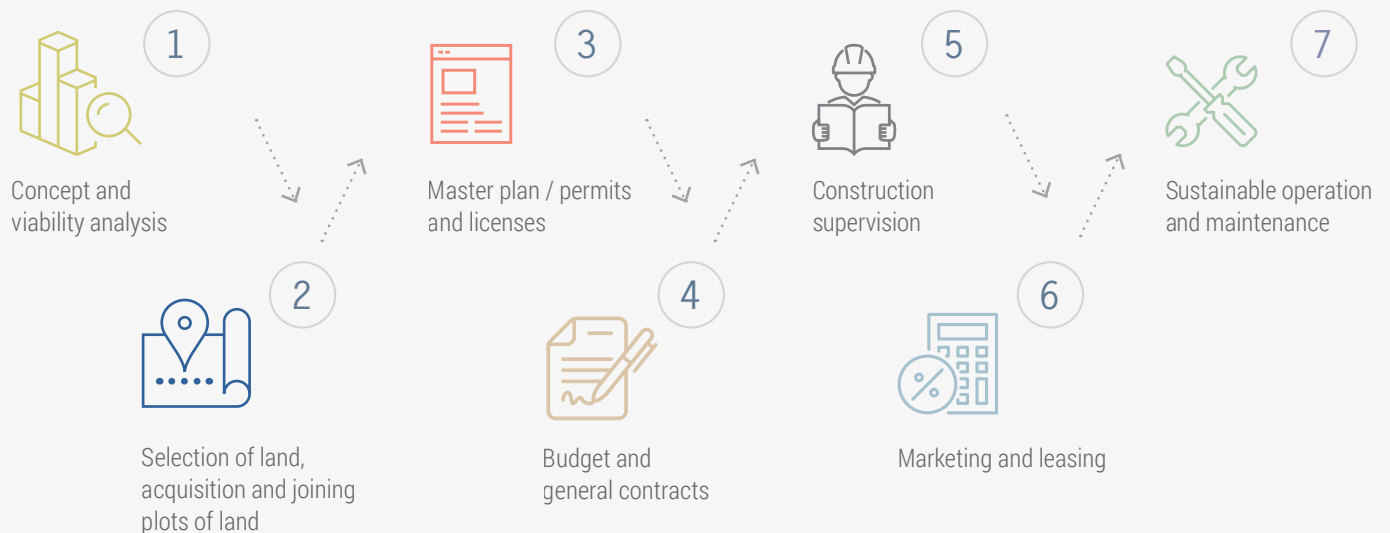 1
Concept and
viability analysis
2
Selection of land,
acquisition and joining
plots of land
3
Master plan / permits
and licenses
4
Budget and
general contracts
5
Construction
supervision
6
Marketing and leasing
7
Sustainable operation
and maintenance